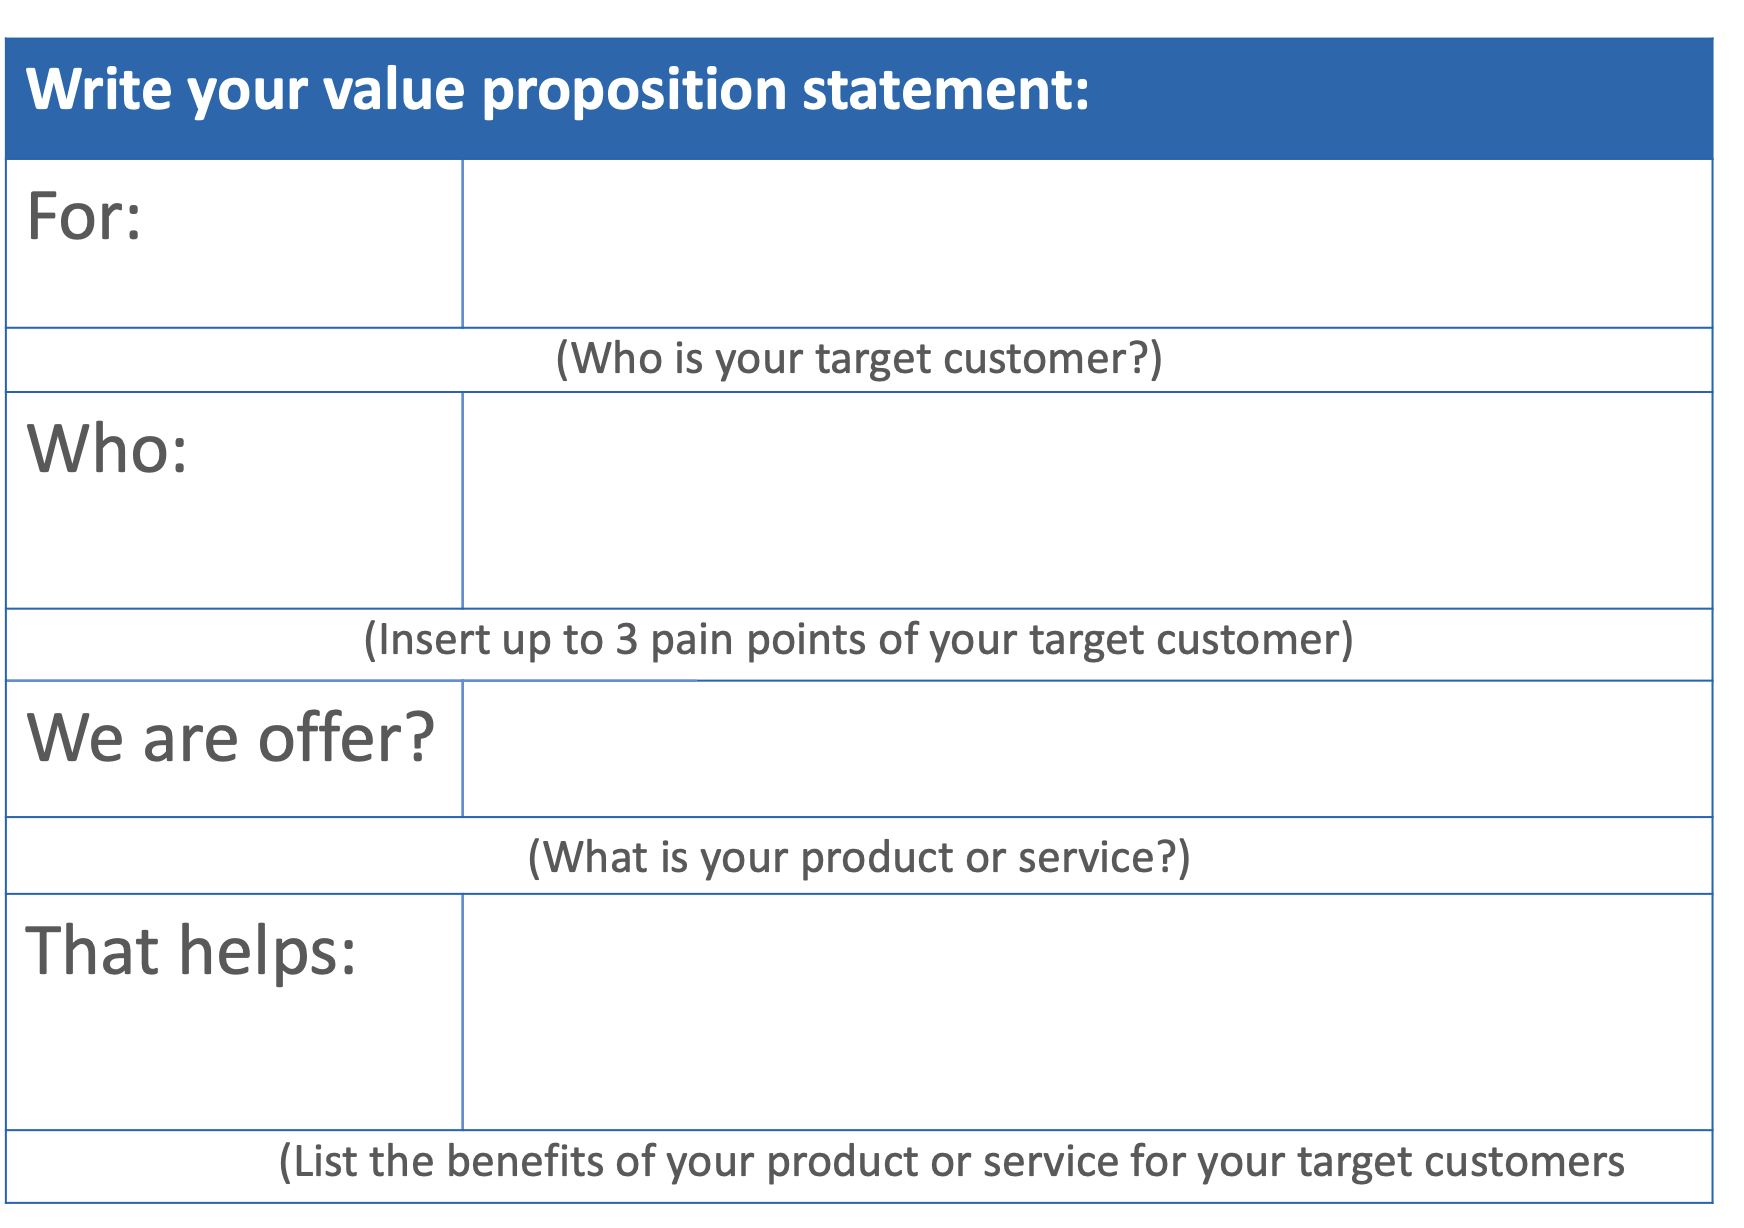 Write your value proposition statement:
For:
(Who is your target customer?)
Who:
(Insert up to 3 pain points of your target customer)
We are offer?
(What is your product or service?)
That helps:
(List the benefits of your product or service for your target customers